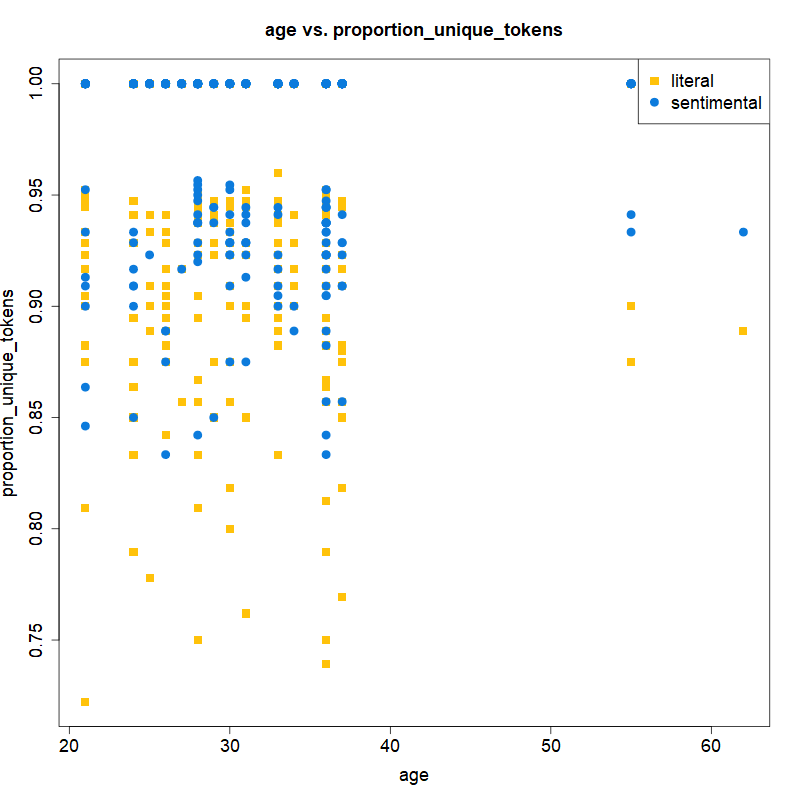 age vs. proportion_unique_tokens
literal
sentimental
proportion_unique_tokens
1.00
0.95
0.90
0.85
0.80
0.75
20 30 40 50 60
age